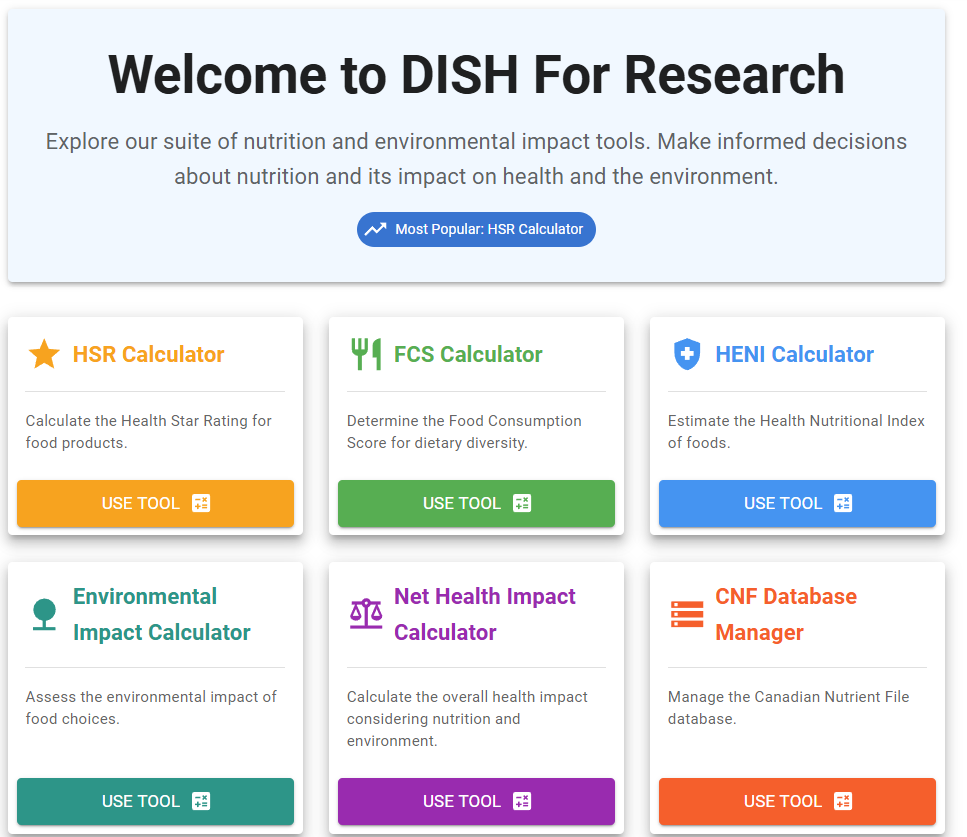 Welcome to DISH For Research
Explore our suite of nutrition and environmental impact tools. Make informed decisions
about nutrition and its impact on health and the environment.
Most Popular: HSR Calculator
HSR Calculator
Calculate the Health Star Rating for
food products.
USE TOOL
FCS Calculator
Determine the Food Consumption
Score for dietary diversity.
USE TOOL
HENI Calculator
Estimate the Health Nutritional Index
of foods.
USE TOOL
Environmental
Impact Calculator
Assess the environmental impact of
food choices.
USE TOOL
Net Health Impact
Calculator
Calculate the overall health impact
considering nutrition and
environment.
USE TOOL
CNF Database
Manager
Manage the Canadian Nutrient File
database.
USE TOOL